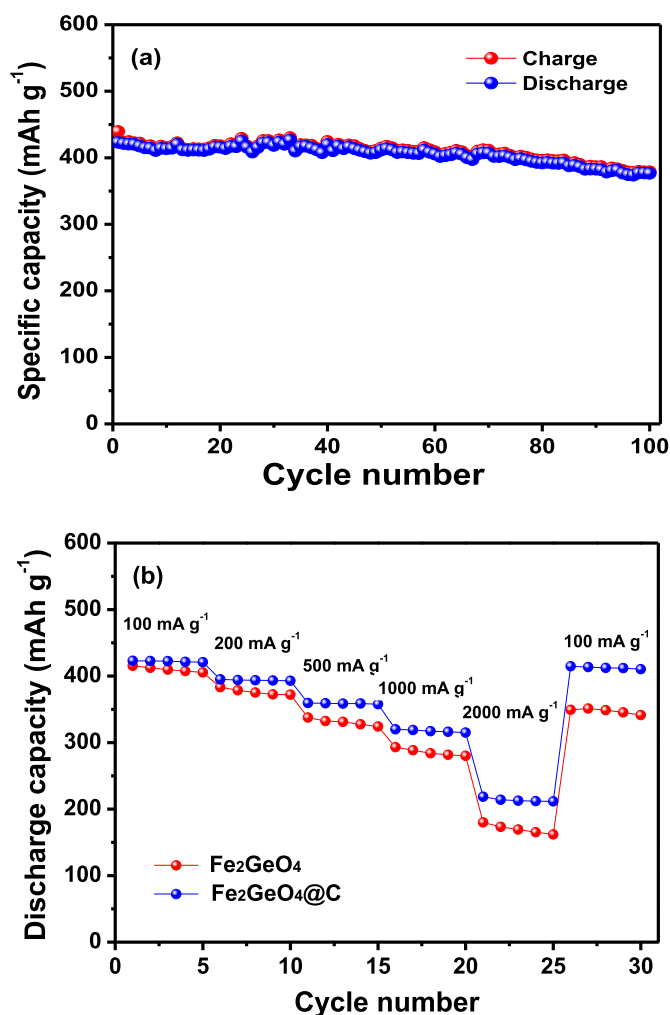 (a)
Charge
Discharge
Specific capacity (mAh g⁻¹)
600
500
400
300
200
100
0
0 20 40 60 80 100
Cycle number
(b)
100 mA g⁻¹
200 mA g⁻¹
500 mA g⁻¹
1000 mA g⁻¹
2000 mA g⁻¹
100 mA g⁻¹
Fe₂GeO₄
Fe₂GeO₄@C
Discharge capacity (mAh g⁻¹)
600
500
400
300
200
100
0
0 5 10 15 20 25 30
Cycle number